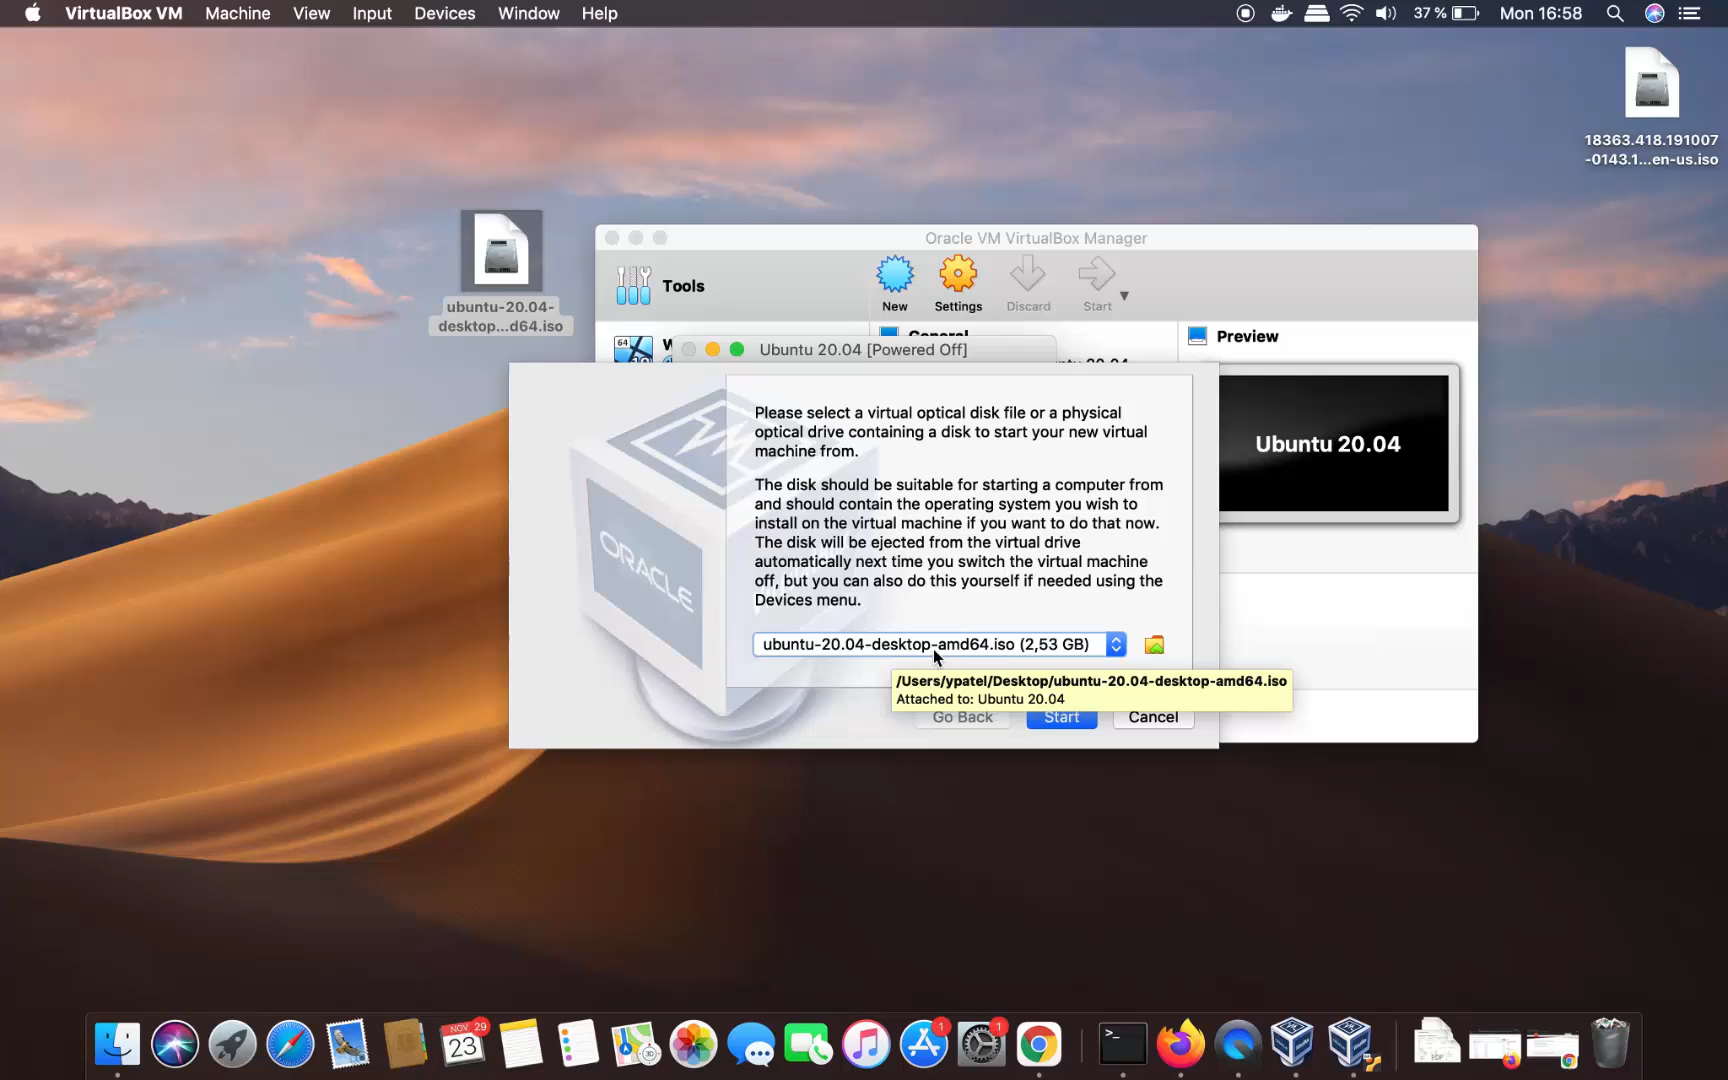 VirtualBox VM Machine View Input Devices Window Help 37 % Mon 16:58
18363.418.191007
-0143.1...en-us.iso
ubuntu-20.04-
desktop...d64.iso
Oracle VM VirtualBox Manager
Tools
New Settings Discard Start
64
General
Preview
Ubuntu 20.04 [Powered Off]
Ubuntu 20.04
Please select a virtual optical disk file or a physical
optical drive containing a disk to start your new virtual
machine from.
The disk should be suitable for starting a computer from
and should contain the operating system you wish to
install on the virtual machine if you want to do that now.
The disk will be ejected from the virtual drive
automatically next time you switch the virtual machine
off, but you can also do this yourself if needed using the
Devices menu.
ORACLE
ubuntu-20.04-desktop-amd64.iso (2,53 GB)
/Users/ypatel/Desktop/ubuntu-20.04-desktop-amd64.iso
Attached to: Ubuntu 20.04
Go Back Start Cancel
NOV 29
23
3D
1
1
>_
PDF